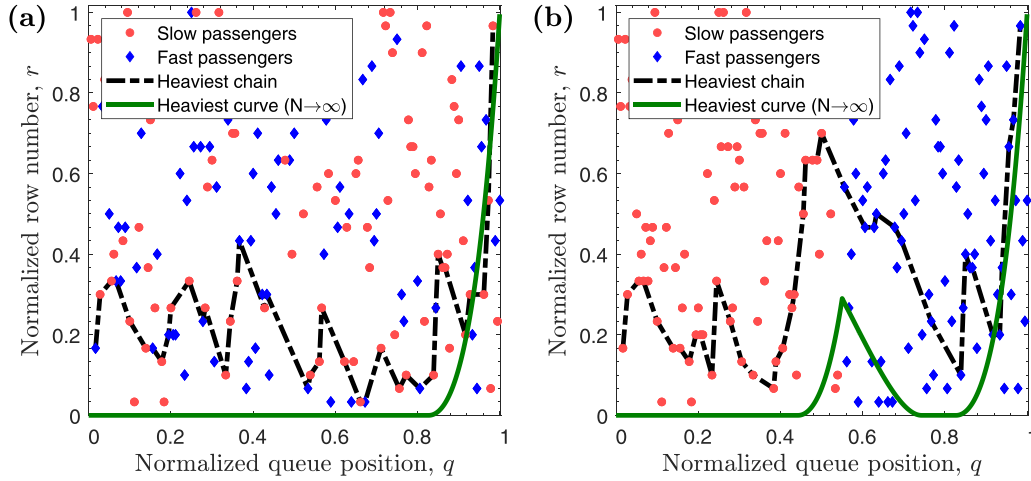 (a)
1
0.8
0.6
0.4
0.2
0
Normalized row number, r
Slow passengers
Fast passengers
Heaviest chain
Heaviest curve (N→∞)
0 0.2 0.4 0.6 0.8 1
Normalized queue position, q
(b)
1
0.8
0.6
0.4
0.2
0
Normalized row number, r
Slow passengers
Fast passengers
Heaviest chain
Heaviest curve (N→∞)
0 0.2 0.4 0.6 0.8 1
Normalized queue position, q